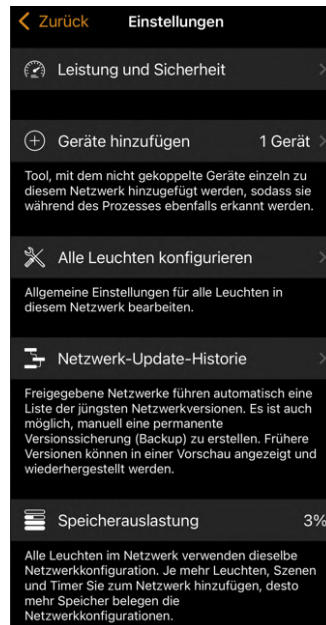 Zurück Einstellungen
Leistung und Sicherheit
Geräte hinzufügen 1 Gerät
Tool, mit dem nicht gekoppelte Geräte einzeln zu
diesem Netzwerk hinzugefügt werden, sodass sie
während des Prozesses ebenfalls erkannt werden.
Alle Leuchten konfigurieren
Allgemeine Einstellungen für alle Leuchten in
diesem Netzwerk bearbeiten.
Netzwerk-Update-Historie
Freigegebene Netzwerke führen automatisch eine
Liste der jüngsten Netzwerkversionen. Es ist auch
möglich, manuell eine permanente
Versionssicherung (Backup) zu erstellen. Frühere
Versionen können in einer Vorschau angezeigt und
wiederhergestellt werden.
Speicherauslastung 3%
Alle Leuchten im Netzwerk verwenden dieselbe
Netzwerkkonfiguration. Je mehr Leuchten, Szenen
und Timer Sie zum Netzwerk hinzufügen, desto
mehr Speicher belegen die
Netzwerkkonfigurationen.